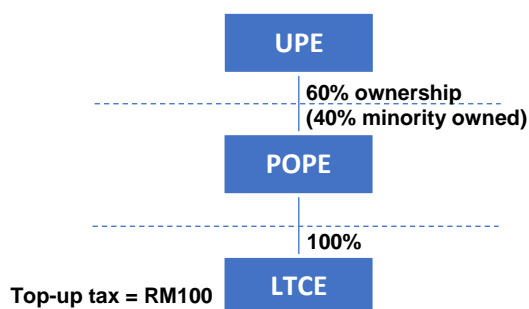 UPE
60% ownership
(40% minority owned)
POPE
100%
LTCE
Top-up tax = RM100